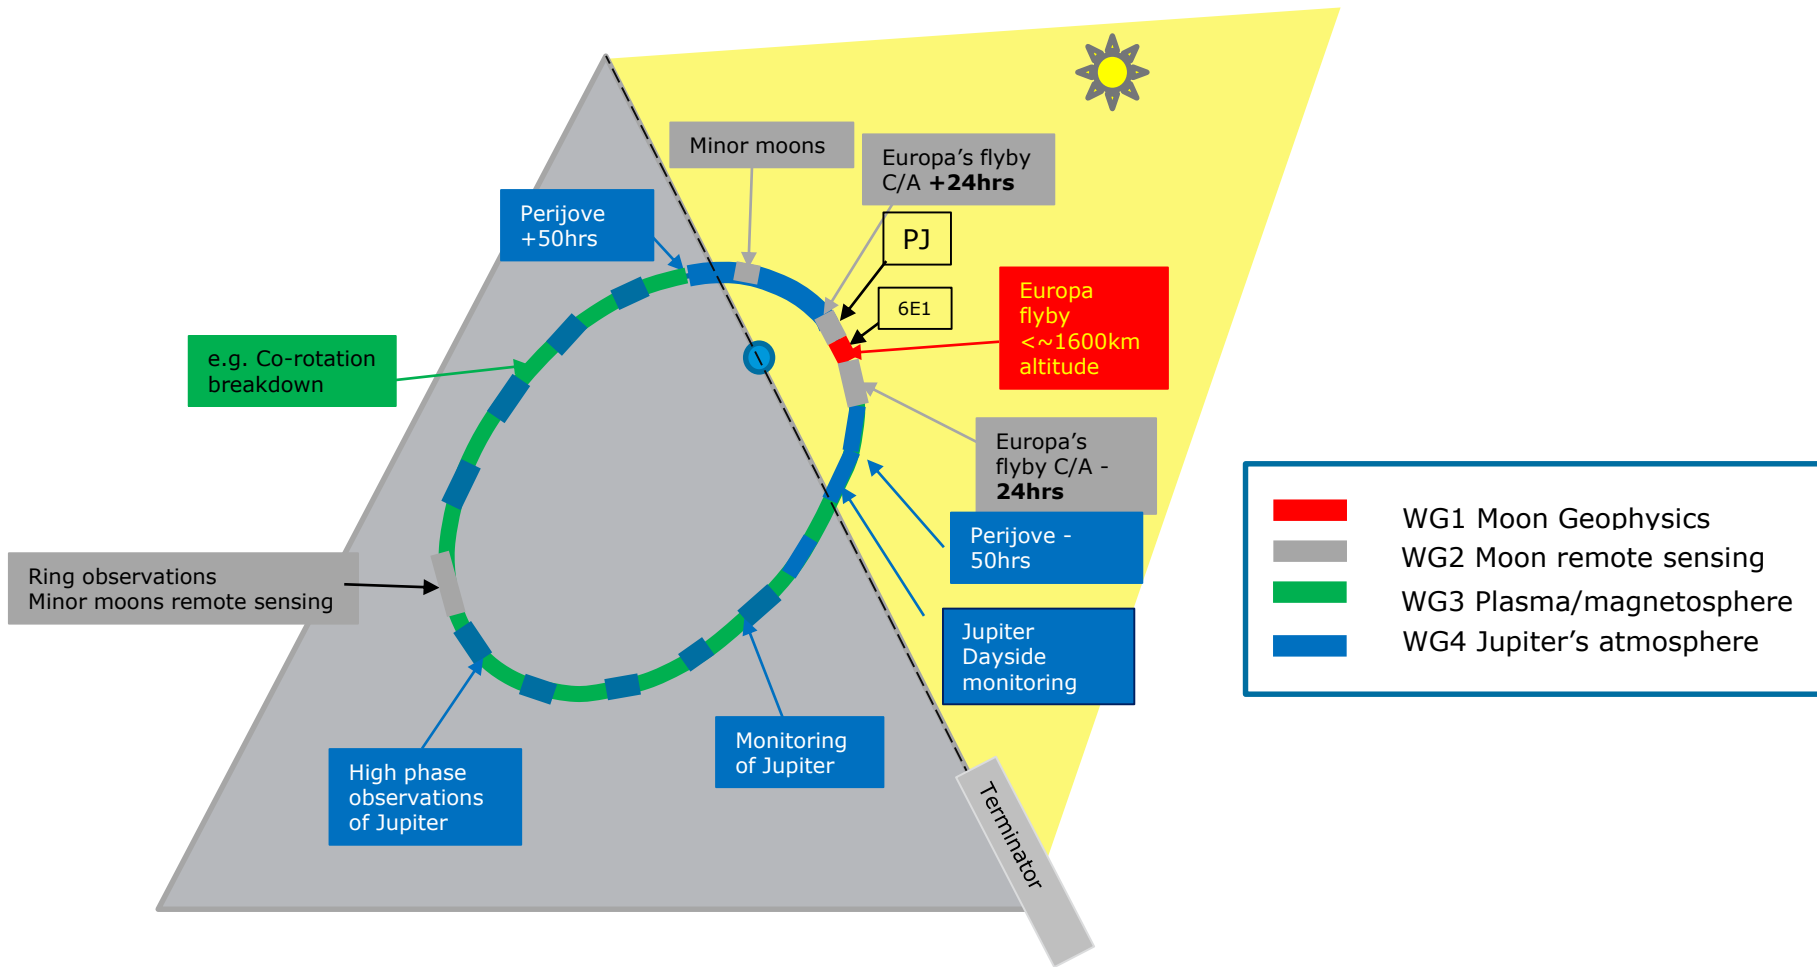 Minor moons
Europa’s flyby
C/A +24hrs
Perijove
+50hrs
PJ
6E1
Europa
flyby
<~1600km
altitude
e.g. Co-rotation
breakdown
Europa’s
flyby C/A -
24hrs
Perijove -
50hrs
Ring observations
Minor moons remote sensing
Jupiter
Dayside
monitoring
Monitoring
of Jupiter
High phase
observations
of Jupiter
Terminator
WG1 Moon Geophysics
WG2 Moon remote sensing
WG3 Plasma/magnetosphere
WG4 Jupiter’s atmosphere